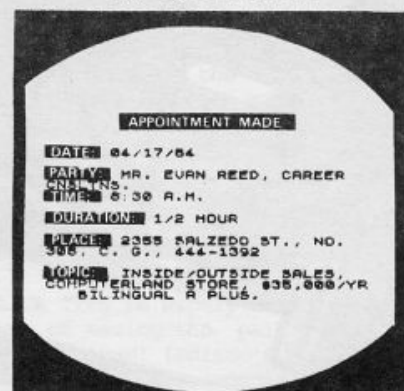 APPOINTMENT MADE
DATE: 04/17/84
PARTY: MR. EVAN REED, CAREER
CNSLTNS.
TIME: 8:30 A.M.
DURATION: 1/2 HOUR
PLACE: 2355 SALZEDO ST., NO.
305, C. G., 444-1392
TOPIC: INSIDE/OUTSIDE SALES,
COMPUTERLAND STORE, $35,000/YR
BILINGUAL A PLUS.